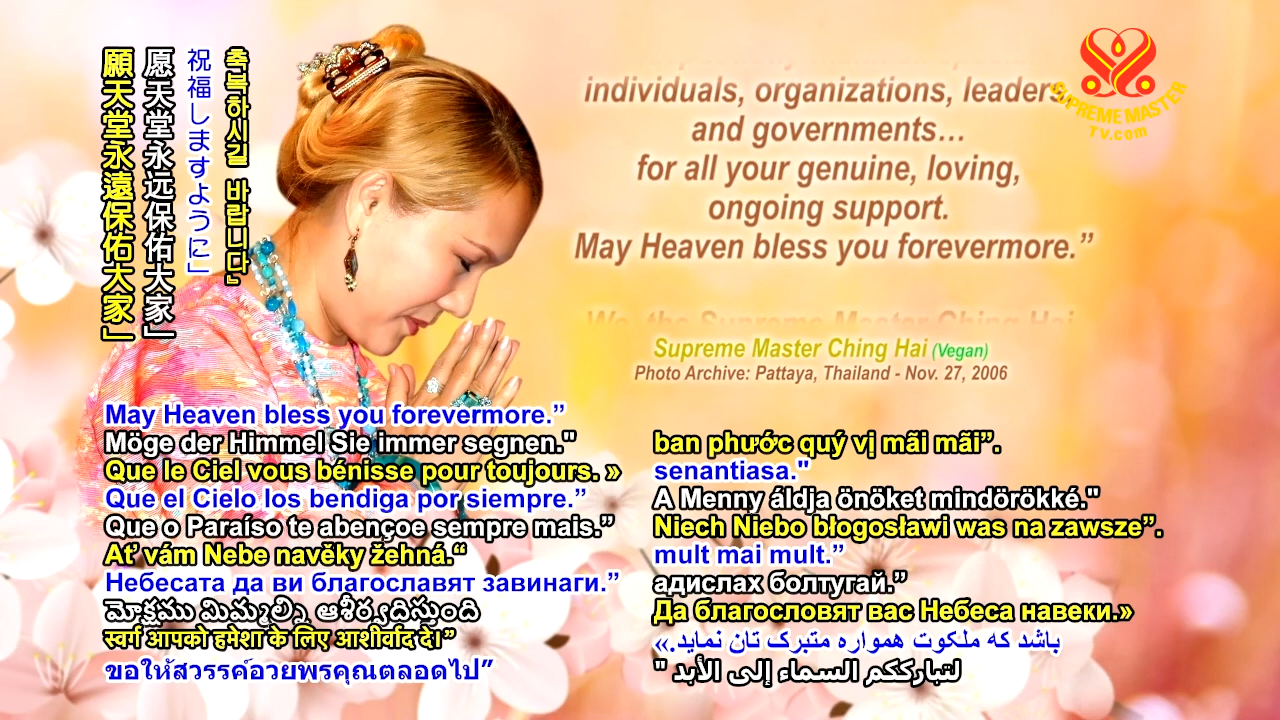 願天堂永遠保佑大家」
愿天堂永远保佑大家」
祝福しますように」
축복하시길 바랍니다』
individuals, organizations, leaders
and governments…
for all your genuine, loving,
ongoing support.
May Heaven bless you forevermore.”
We, the Supreme Master Ching Hai
SUPREME MASTER
TV.com
Supreme Master Ching Hai (Vegan)
Photo Archive: Pattaya, Thailand - Nov. 27, 2006
May Heaven bless you forevermore.”
Möge der Himmel Sie immer segnen."
Que le Ciel vous bénisse pour toujours. »
Que el Cielo los bendiga por siempre.”
Que o Paraíso te abençoe sempre mais.”
Ať vám Nebe navěky žehná.“
Небесата да ви благославят завинаги.”
మోక్షము మిమ్మల్ని ఆశీర్వదిస్తుంది
स्वर्ग आपको हमेशा के लिए आशीर्वाद दे।”
ขอให้สวรรค์อวยพรคุณตลอดไป”
ban phước quý vị mãi mãi”.
senantiasa."
A Menny áldja önöket mindörökké."
Niech Niebo błogosławi was na zawsze”.
mult mai mult.”
адислах болтугай.”
Да благословят вас Небеса навеки.»
باشد که ملکوت همواره متبرک تان نماید.»
لتبارككم السماء إلى الأبد "